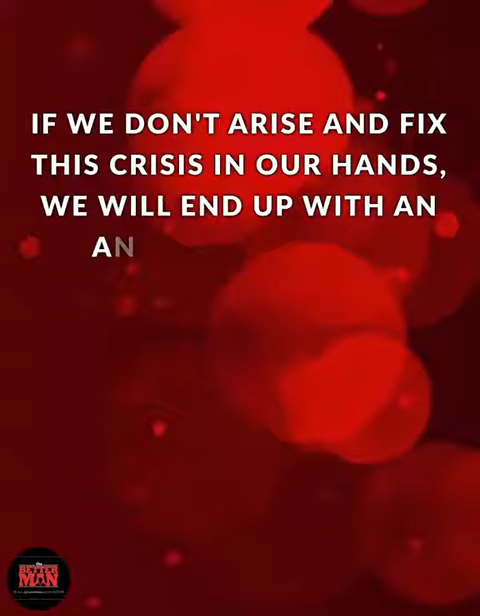 IF WE DON'T ARISE AND FIX
THIS CRISIS IN OUR HANDS,
WE WILL END UP WITH AN
AN
the
BETTER
MAN